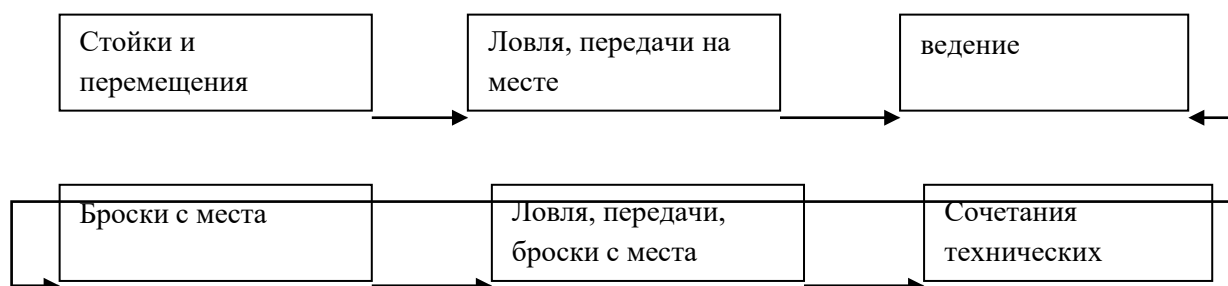 Стойки и
перемещения
Ловля, передачи на
месте
ведение
Броски с места
Ловля, передачи,
броски с места
Сочетания
технических